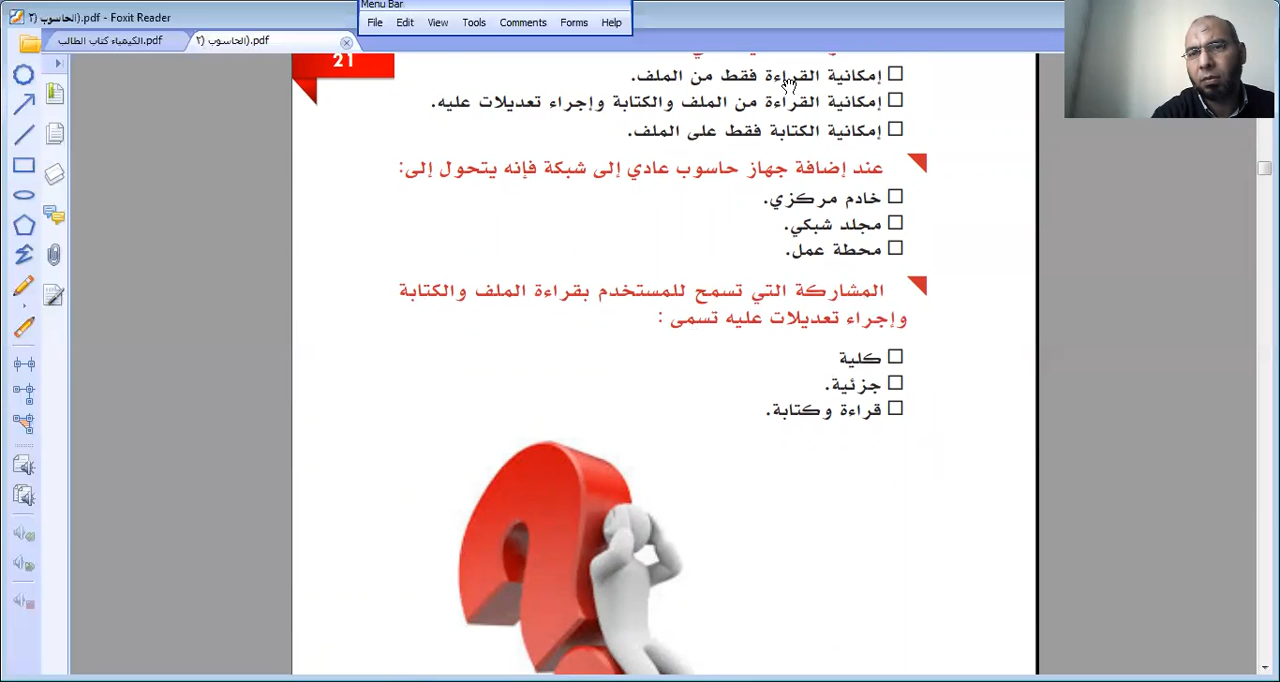 الحاسوب (٢).pdf - Foxit Reader
Menu Bar
File Edit View Tools Comments Forms Help
الكيمياء كتاب الطالب.pdf
الحاسوب (٢).pdf
21
إمكانية القراءة فقط من الملف.
إمكانية القراءة من الملف والكتابة وإجراء تعديلات عليه.
إمكانية الكتابة فقط على الملف.
عند إضافة جهاز حاسوب عادي إلى شبكة فإنه يتحول إلى:
خادم مركزي.
مجلد شبكي.
محطة عمل.
المشاركة التي تسمح للمستخدم بقراءة الملف والكتابة
وإجراء تعديلات عليه تسمى :
كلية
جزئية.
قراءة وكتابة.